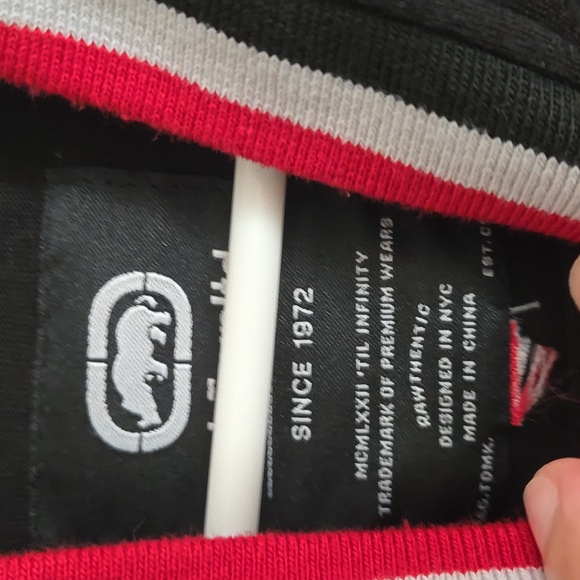 SINCE 1972
MCMLXXII 'TIL INFINITY
TRADEMARK OF PREMIUM WEARS
RAWTHENTIC
DESIGNED IN NYC
MADE IN CHINA